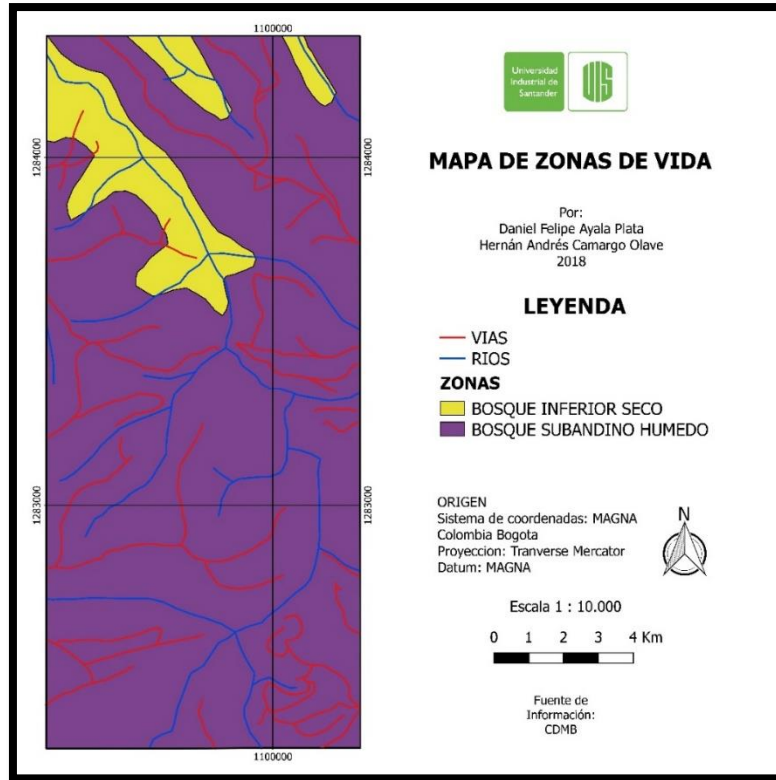 1100000
1284000
1284000
1283000
1283000
1100000
Universidad
Industrial de
Santander
UIS
MAPA DE ZONAS DE VIDA
Por:
Daniel Felipe Ayala Plata
Hernán Andrés Camargo Olave
2018
LEYENDA
VIAS
RIOS
ZONAS
BOSQUE INFERIOR SECO
BOSQUE SUBANDINO HUMEDO
ORIGEN
Sistema de coordenadas: MAGNA
Colombia Bogota
Proyeccion: Tranverse Mercator
Datum: MAGNA
N
Escala 1 : 10.000
0 1 2 3 4 Km
Fuente de
Información:
CDMB